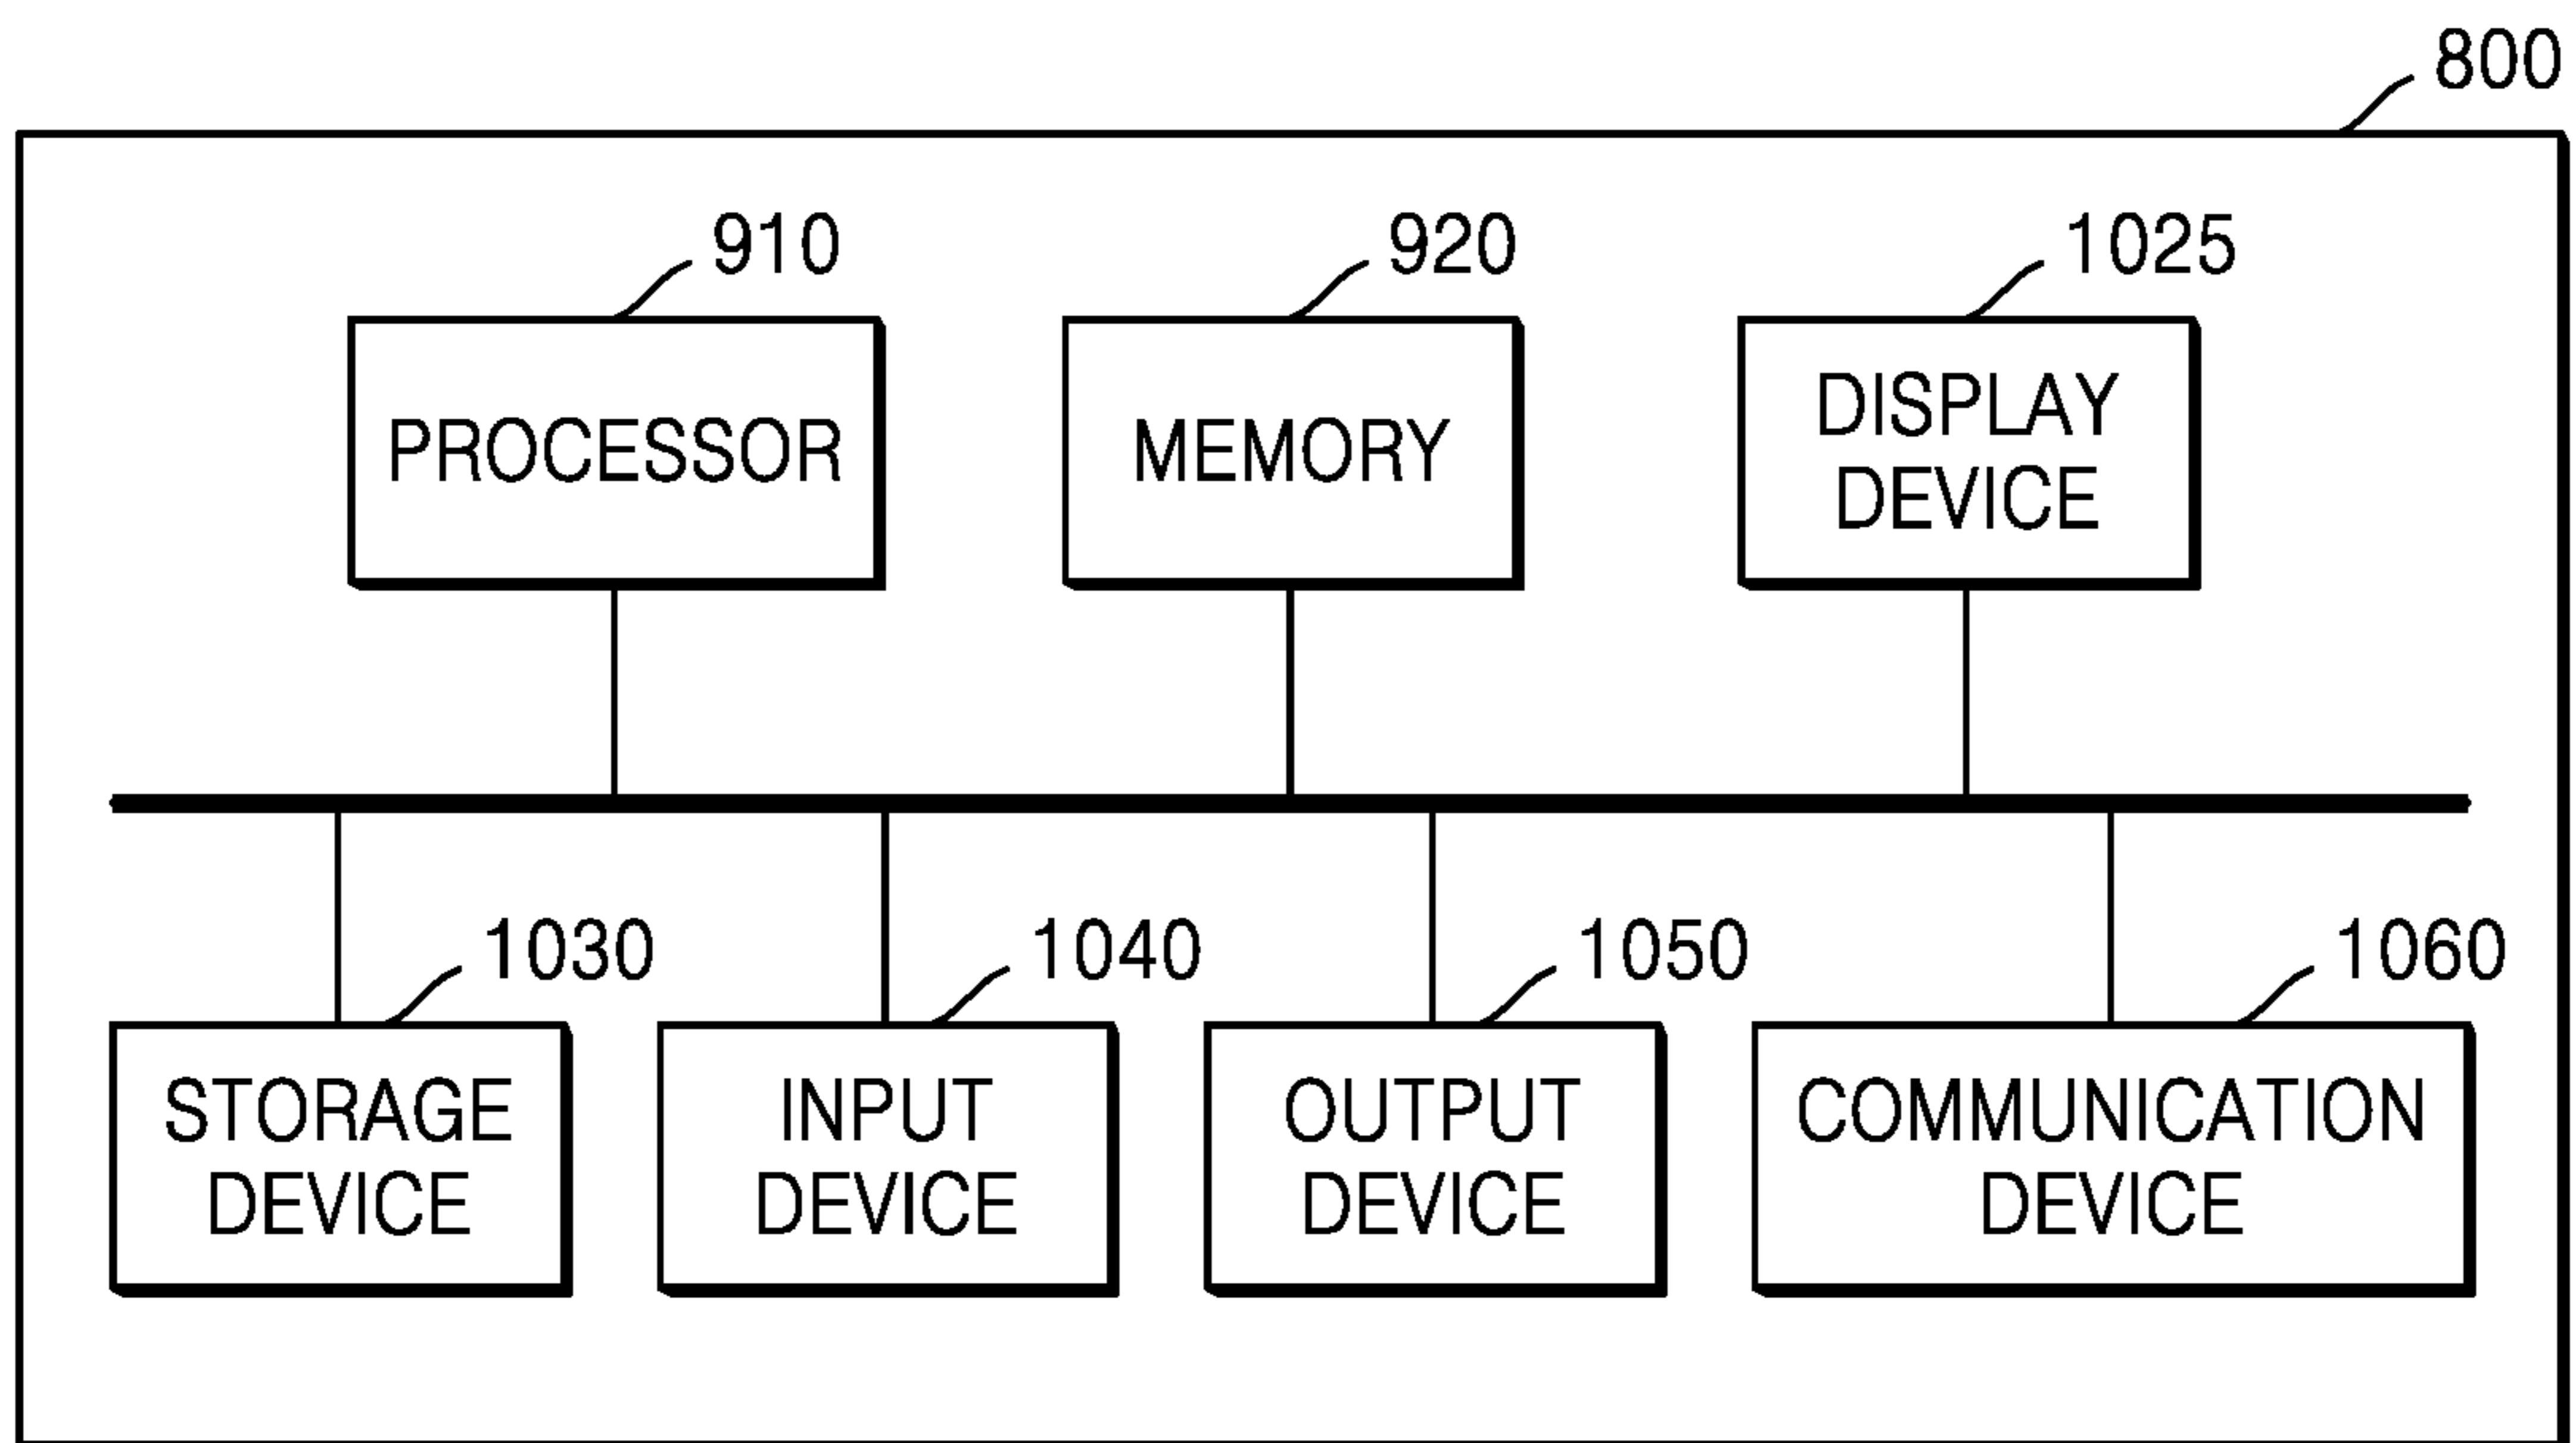 800
910
920
1025
PROCESSOR
MEMORY
DISPLAY
DEVICE
1030
1040
1050
1060
STORAGE
DEVICE
INPUT
DEVICE
OUTPUT
DEVICE
COMMUNICATION
DEVICE